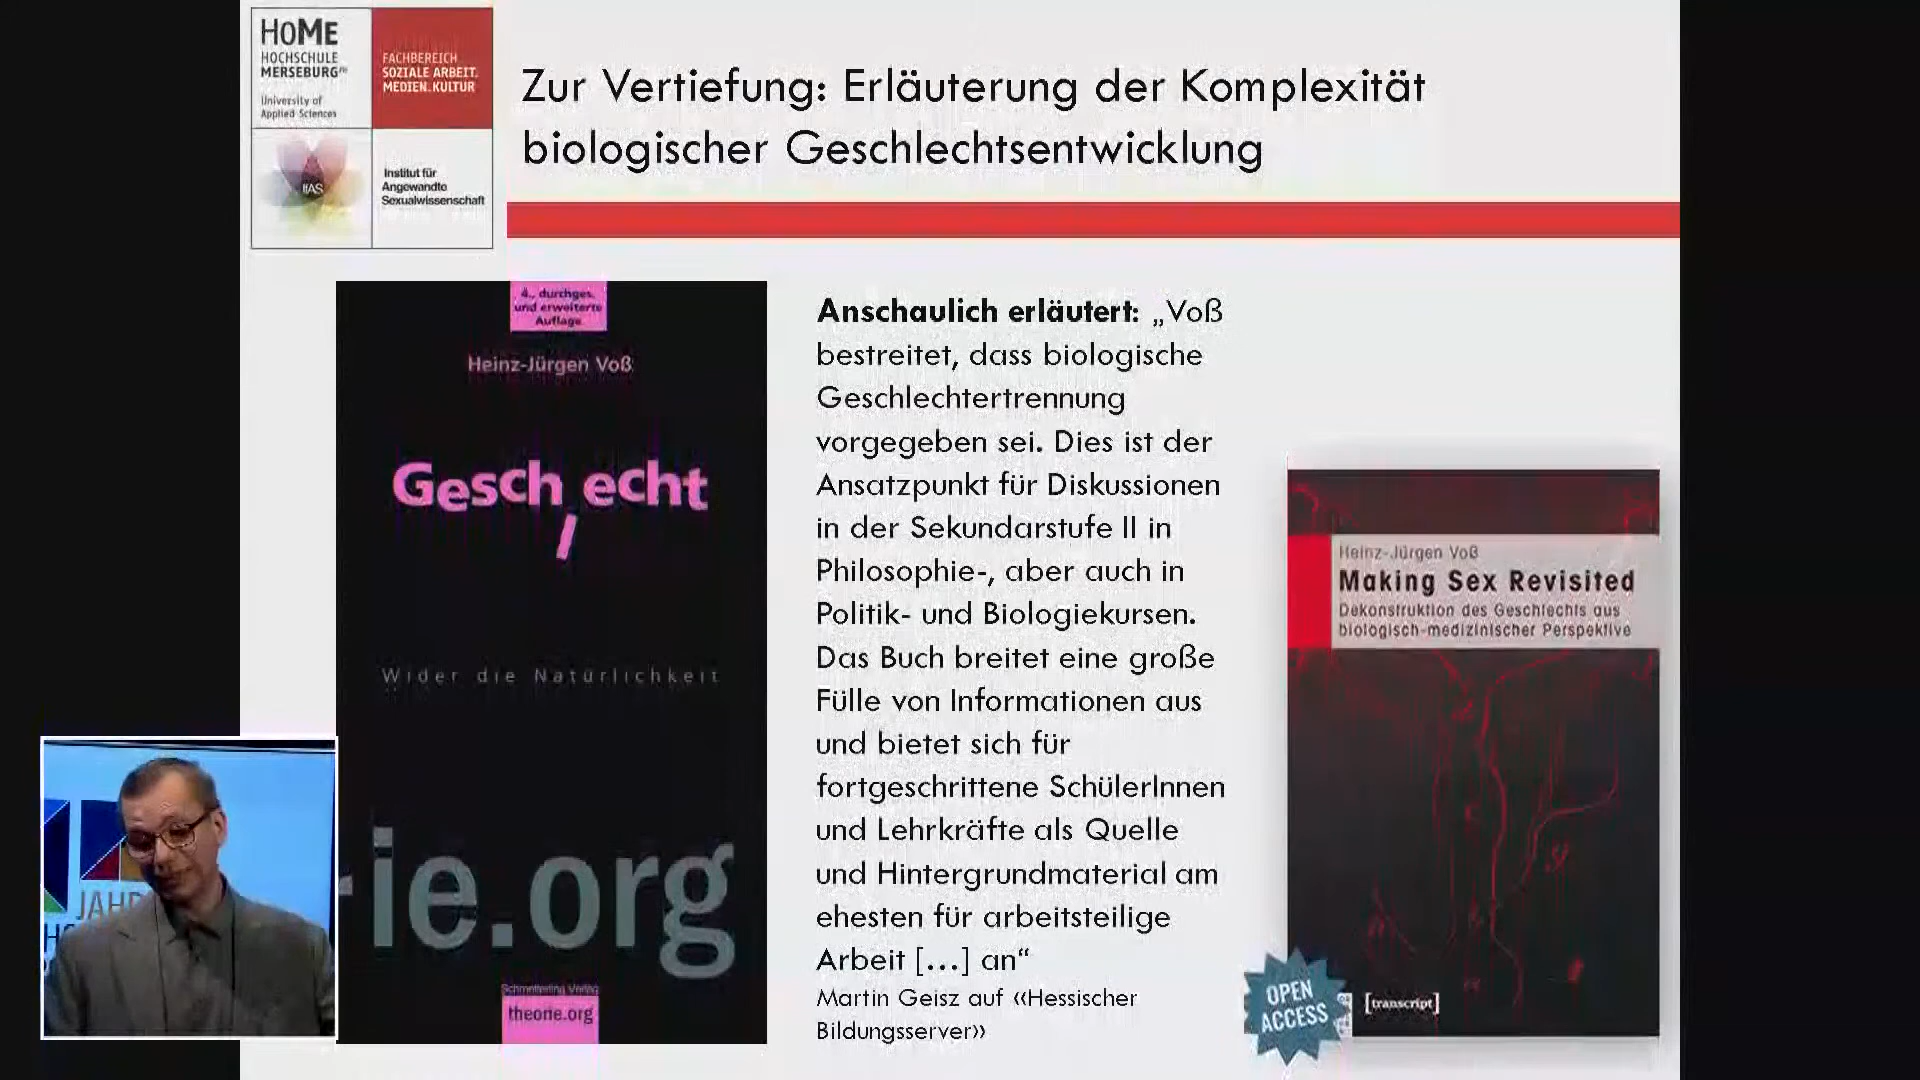 HoMe
HOCHSCHULE
MERSEBURG
University of
Applied Sciences
FACHBEREICH
SOZIALE ARBEIT.
MEDIEN.KULTUR
IfAS
Institut für
Angewandte
Sexualwissenschaft
Zur Vertiefung: Erläuterung der Komplexität
biologischer Geschlechtsentwicklung
4., durchges.
und erweiterte
Auflage
Heinz-Jürgen Voß
Geschlecht
Wider die Natürlichkeit
ie.org
Schmetterling Verlag
theorie.org
Anschaulich erläutert: „Voß
bestreitet, dass biologische
Geschlechtertrennung
vorgegeben sei. Dies ist der
Ansatzpunkt für Diskussionen
in der Sekundarstufe II in
Philosophie-, aber auch in
Politik- und Biologiekursen.
Das Buch breitet eine große
Fülle von Informationen aus
und bietet sich für
fortgeschrittene SchülerInnen
und Lehrkräfte als Quelle
und Hintergrundmaterial am
ehesten für arbeitsteilige
Arbeit […] an“
Martin Geisz auf ‹‹Hessischer
Bildungsserver››
Heinz-Jürgen Voß
Making Sex Revisited
Dekonstruktion des Geschlechts aus
biologisch-medizinischer Perspektive
OPEN
ACCESS
[transcript]
JAHR